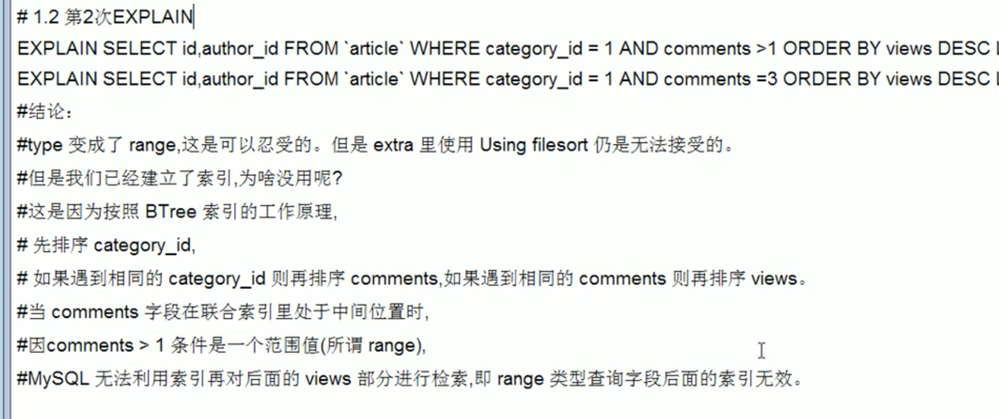 # 1.2 第2次EXPLAIN
EXPLAIN SELECT id,author_id FROM `article` WHERE category_id = 1 AND comments >1 ORDER BY views DESC L
EXPLAIN SELECT id,author_id FROM `article` WHERE category_id = 1 AND comments =3 ORDER BY views DESC L
#结论：
#type 变成了 range,这是可以忍受的。但是 extra 里使用 Using filesort 仍是无法接受的。
#但是我们已经建立了索引,为啥没用呢?
#这是因为按照 BTree 索引的工作原理,
# 先排序 category_id,
# 如果遇到相同的 category_id 则再排序 comments,如果遇到相同的 comments 则再排序 views。
#当 comments 字段在联合索引里处于中间位置时,
#因comments > 1 条件是一个范围值(所谓 range),
#MySQL 无法利用索引再对后面的 views 部分进行检索,即 range 类型查询字段后面的索引无效。